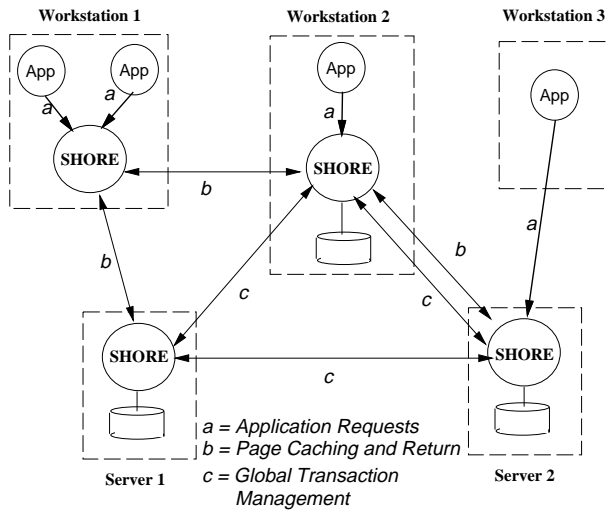 Workstation 1
Workstation 2
Workstation 3
App
App
App
App
a
a
a
SHORE
SHORE
b
a
b
b
c
c
SHORE
SHORE
c
a = Application Requests
b = Page Caching and Return
c = Global Transaction
Management
Server 1
Server 2